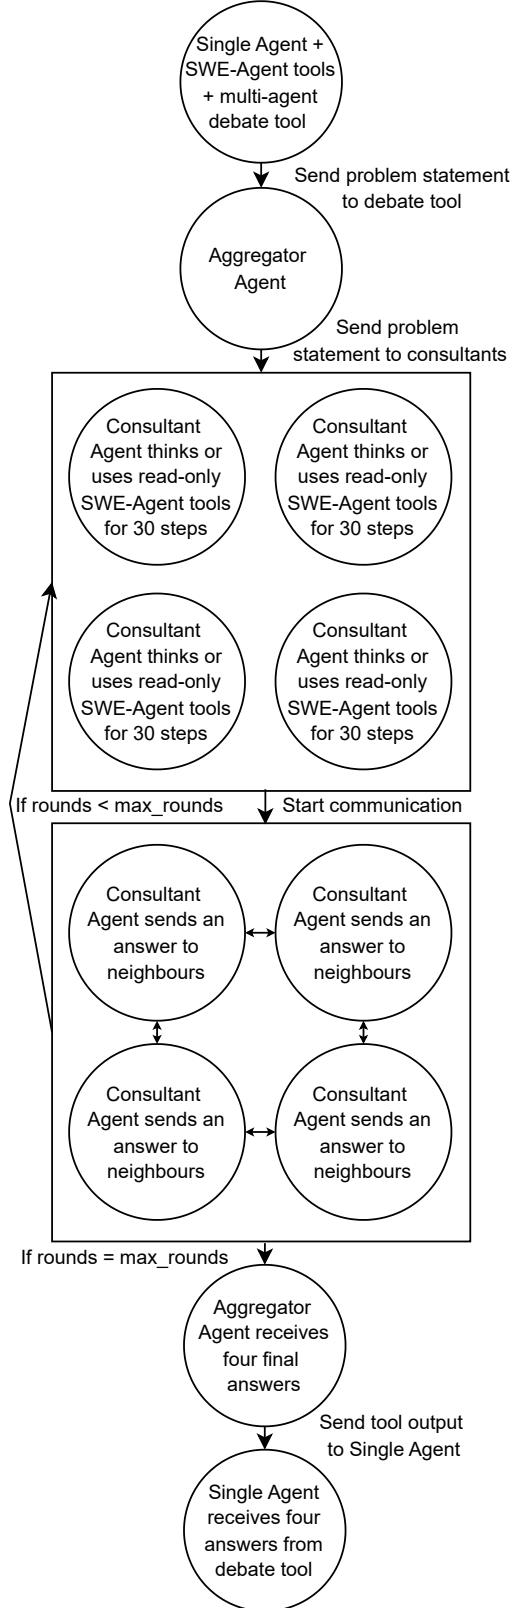 Single Agent +
SWE-Agent tools
+ multi-agent
debate tool
Send problem statement
to debate tool
Aggregator
Agent
Send problem
statement to consultants
Consultant
Agent thinks or
uses read-only
SWE-Agent tools
for 30 steps
Consultant
Agent thinks or
uses read-only
SWE-Agent tools
for 30 steps
Consultant
Agent thinks or
uses read-only
SWE-Agent tools
for 30 steps
Consultant
Agent thinks or
uses read-only
SWE-Agent tools
for 30 steps
If rounds < max_rounds
Start communication
Consultant
Agent sends an
answer to
neighbours
Consultant
Agent sends an
answer to
neighbours
Consultant
Agent sends an
answer to
neighbours
Consultant
Agent sends an
answer to
neighbours
If rounds = max_rounds
Aggregator
Agent receives
four final
answers
Send tool output
to Single Agent
Single Agent
receives four
answers from
debate tool